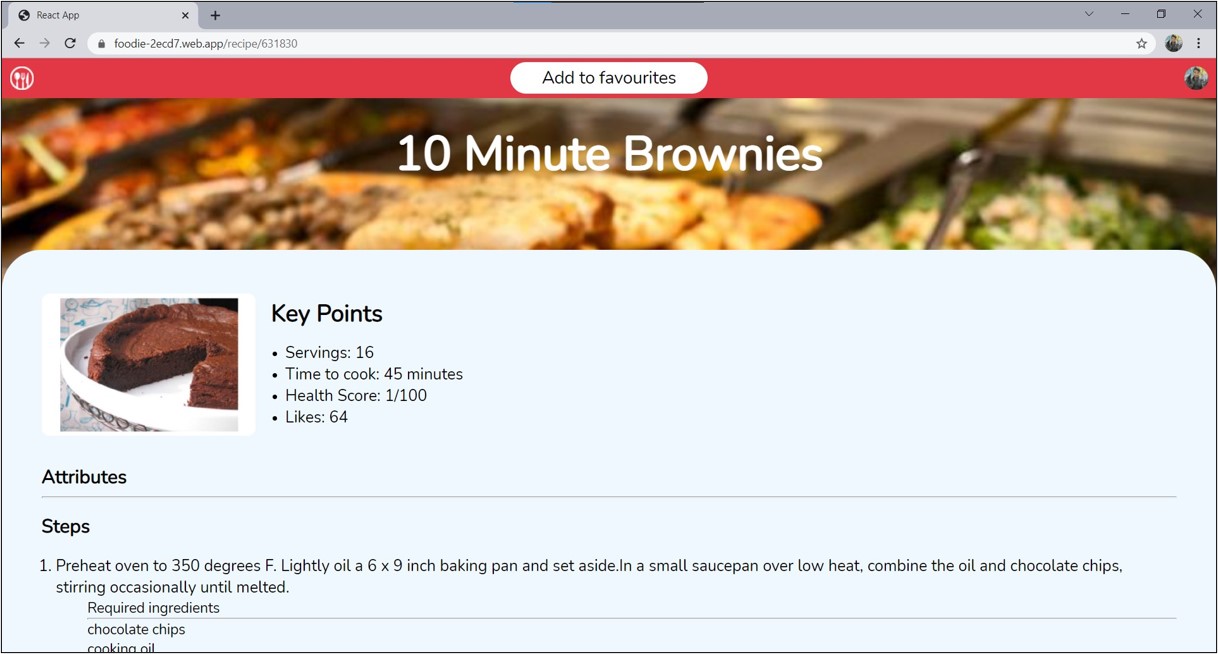 React App
foodie-2ecd7.web.app/recipe/631830
Add to favourites
10 Minute Brownies
Key Points
• Servings: 16
• Time to cook: 45 minutes
• Health Score: 1/100
• Likes: 64
Attributes
Steps
1. Preheat oven to 350 degrees F. Lightly oil a 6 x 9 inch baking pan and set aside.In a small saucepan over low heat, combine the oil and chocolate chips,
stirring occasionally until melted.
Required ingredients
chocolate chips
cooking oil